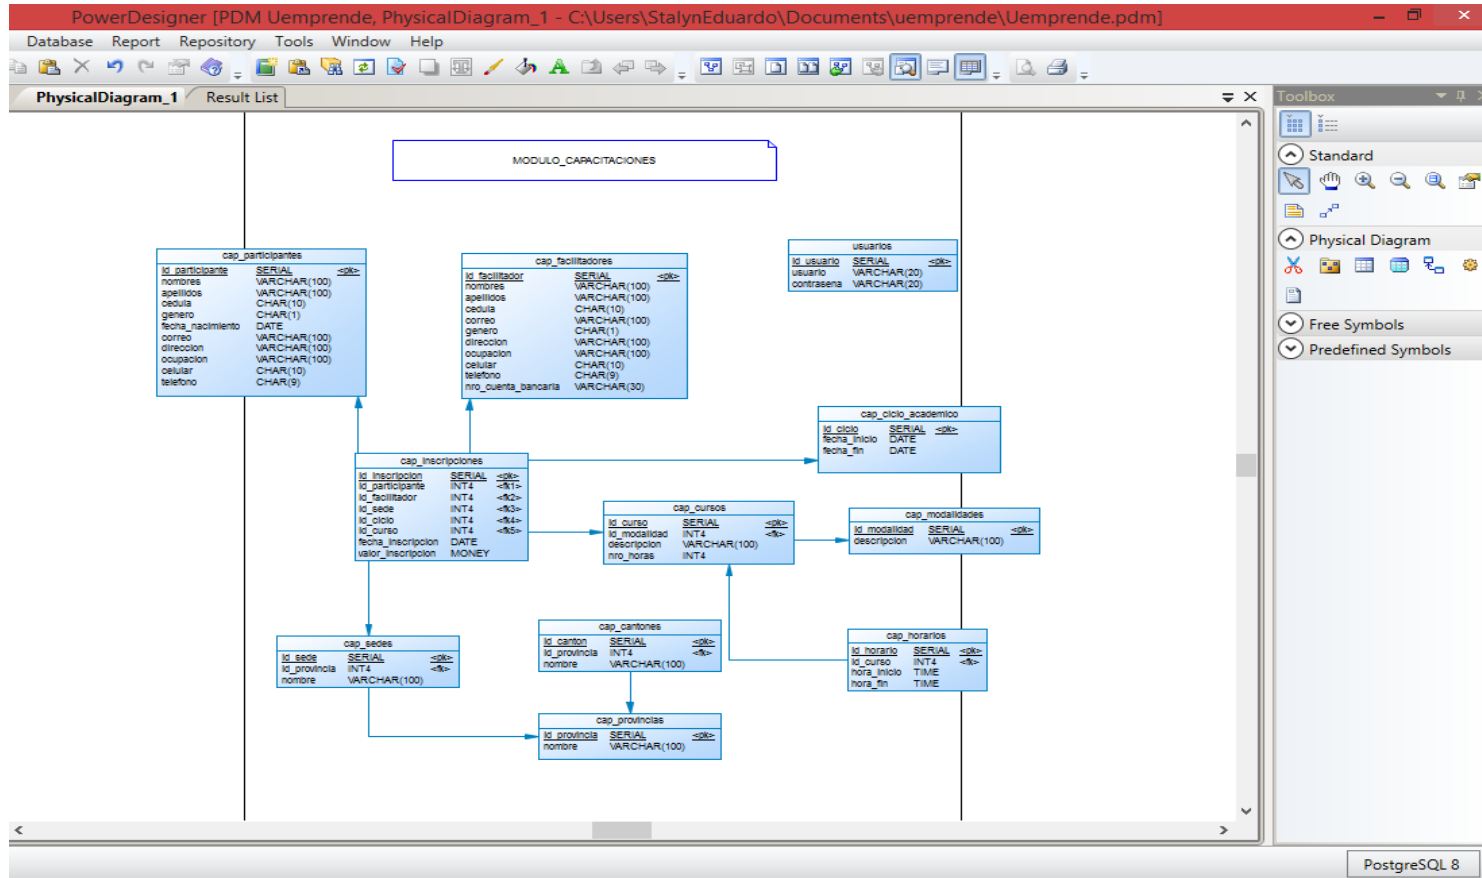 PowerDesigner [PDM Uemprende, PhysicalDiagram_1 - C:\Users\StalynEduardo\Documents\uemprende\Uemprende.pdm]
Database Report Repository Tools Window Help
PhysicalDiagram_1 Result List
MODULO_CAPACITACIONES
cap_participantes
id_participante SERIAL <pk>
nombres VARCHAR(100)
apellidos VARCHAR(100)
cedula CHAR(10)
genero CHAR(1)
fecha_nacimiento DATE
correo VARCHAR(100)
direccion VARCHAR(100)
ocupacion VARCHAR(100)
celular CHAR(10)
telefono CHAR(9)
cap_facilitadores
id_facilitador SERIAL <pk>
nombres VARCHAR(100)
apellidos VARCHAR(100)
cedula CHAR(10)
correo VARCHAR(100)
genero CHAR(1)
direccion VARCHAR(100)
ocupacion VARCHAR(100)
celular CHAR(10)
telefono CHAR(9)
nro_cuenta_bancaria VARCHAR(30)
usuarios
id_usuario SERIAL <pk>
usuario VARCHAR(20)
contrasena VARCHAR(20)
cap_ciclo_academico
id_ciclo SERIAL <pk>
fecha_inicio DATE
fecha_fin DATE
cap_inscripciones
id_inscripcion SERIAL <pk>
id_participante INT4 <fk1>
id_facilitador INT4 <fk2>
id_sede INT4 <fk3>
id_ciclo INT4 <fk4>
id_curso INT4 <fk5>
fecha_inscripcion DATE
valor_inscripcion MONEY
cap_cursos
id_curso SERIAL <pk>
id_modalidad INT4 <fk>
descripcion VARCHAR(100)
nro_horas INT4
cap_modalidades
id_modalidad SERIAL <pk>
descripcion VARCHAR(100)
cap_sedes
id_sede SERIAL <pk>
id_provincia INT4 <fk>
nombre VARCHAR(100)
cap_cantones
id_canton SERIAL <pk>
id_provincia INT4 <fk>
nombre VARCHAR(100)
cap_horarios
id_horario SERIAL <pk>
id_curso INT4 <fk>
hora_inicio TIME
hora_fin TIME
cap_provincias
id_provincia SERIAL <pk>
nombre VARCHAR(100)
Toolbox
Standard
Physical Diagram
Free Symbols
Predefined Symbols
PostgreSQL 8